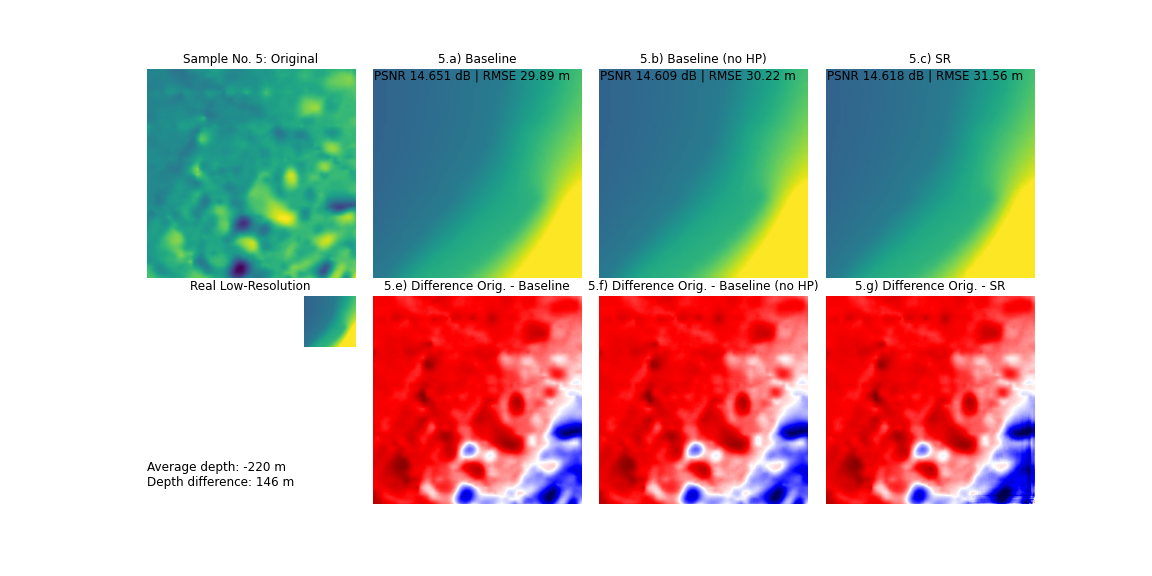 Sample No. 5: Original
5.a) Baseline
5.b) Baseline (no HP)
5.c) SR
PSNR 14.651 dB | RMSE 29.89 m
PSNR 14.609 dB | RMSE 30.22 m
PSNR 14.618 dB | RMSE 31.56 m
Real Low-Resolution
5.e) Difference Orig. - Baseline
5.f) Difference Orig. - Baseline (no HP)
5.g) Difference Orig. - SR
Average depth: -220 m
Depth difference: 146 m